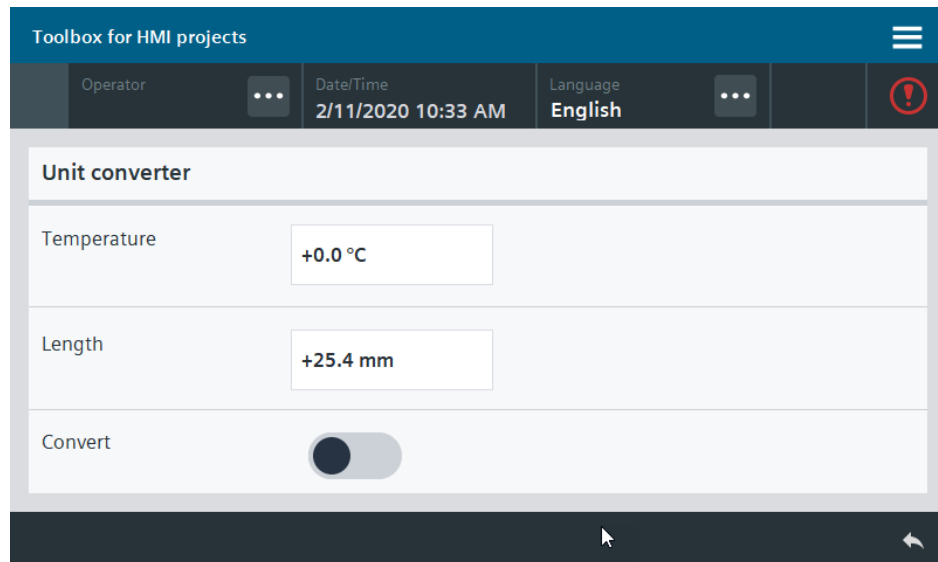 Toolbox for HMI projects
Operator
Date/Time
2/11/2020 10:33 AM
Language
English
Unit converter
Temperature
+0.0 °C
Length
+25.4 mm
Convert